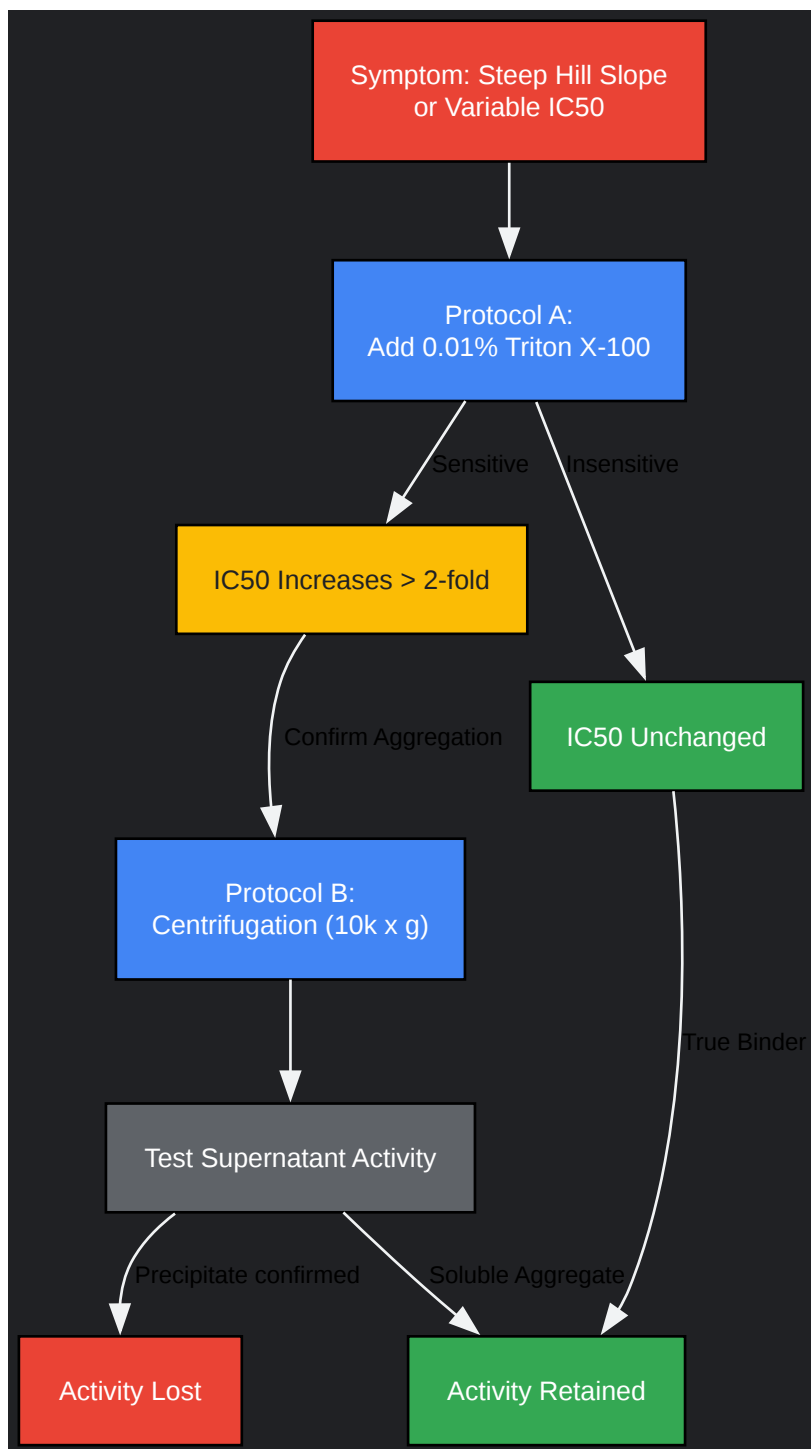 Symptom: Steep Hill Slope
or Variable IC50
Protocol A:
Add 0.01% Triton X-100
Sensitive
Insensitive
IC50 Increases > 2-fold
IC50 Unchanged
Confirm Aggregation
Protocol B:
Centrifugation (10k x g)
True Binder
Test Supernatant Activity
Precipitate confirmed
Soluble Aggregate
Activity Lost
Activity Retained